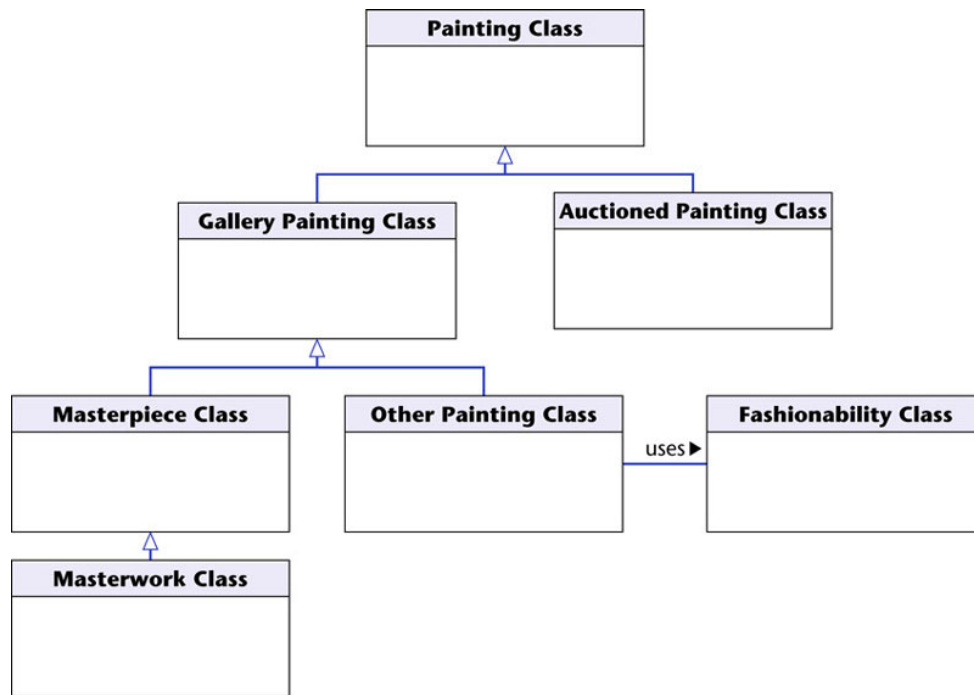 Painting Class
Gallery Painting Class
Auctioned Painting Class
Masterpiece Class
Other Painting Class
Fashionability Class
uses
Masterwork Class